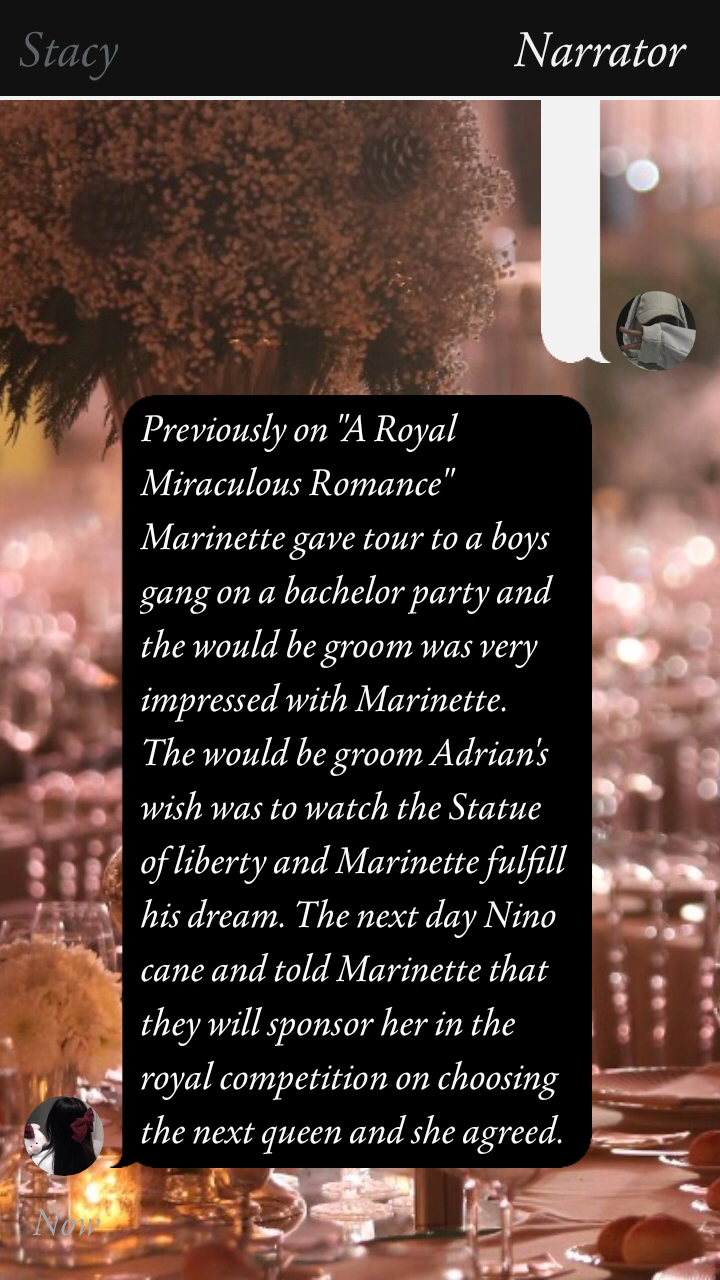 Stacy
Narrator
Previously on "A Royal
Miraculous Romance"
Marinette gave tour to a boys
gang on a bachelor party and
the would be groom was very
impressed with Marinette.
The would be groom Adrian's
wish was to watch the Statue
of liberty and Marinette fulfill
his dream. The next day Nino
cane and told Marinette that
they will sponsor her in the
royal competition on choosing
the next queen and she agreed.
Now